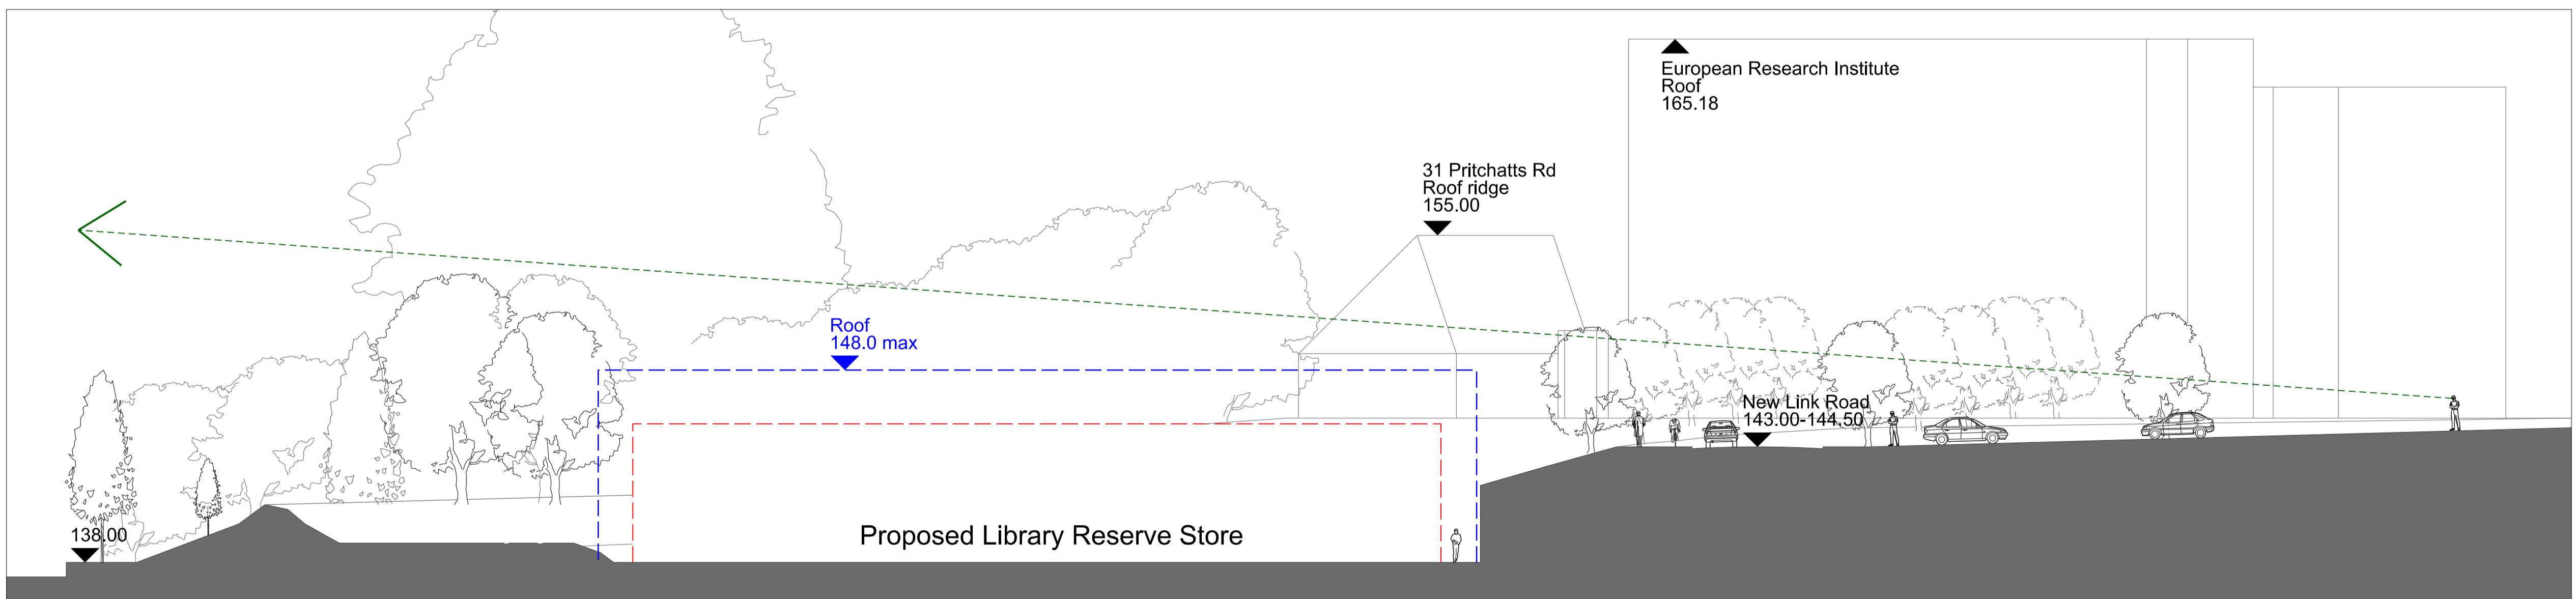 European Research Institute
Roof
165.18
31 Pritchatts Rd
Roof ridge
155.00
Roof
148.0 max
New Link Road
143.00-144.50
138.00
Proposed Library Reserve Store